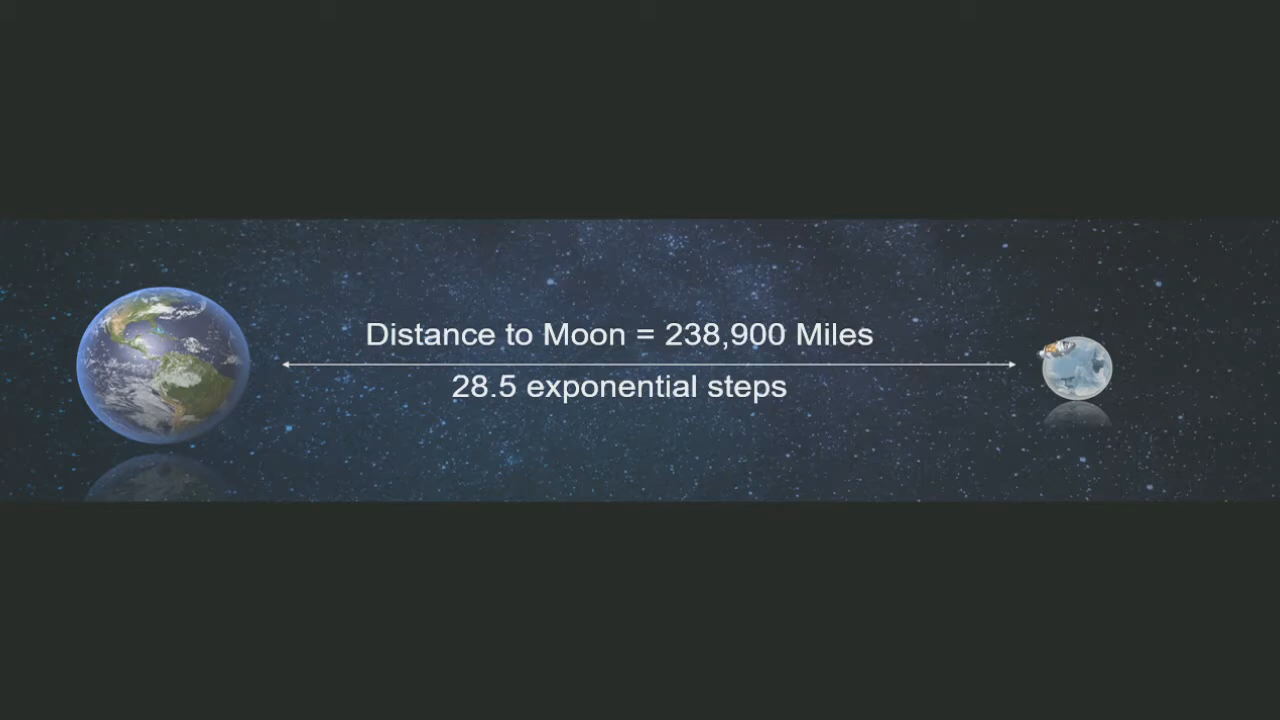 Distance to Moon = 238,900 Miles
28.5 exponential steps